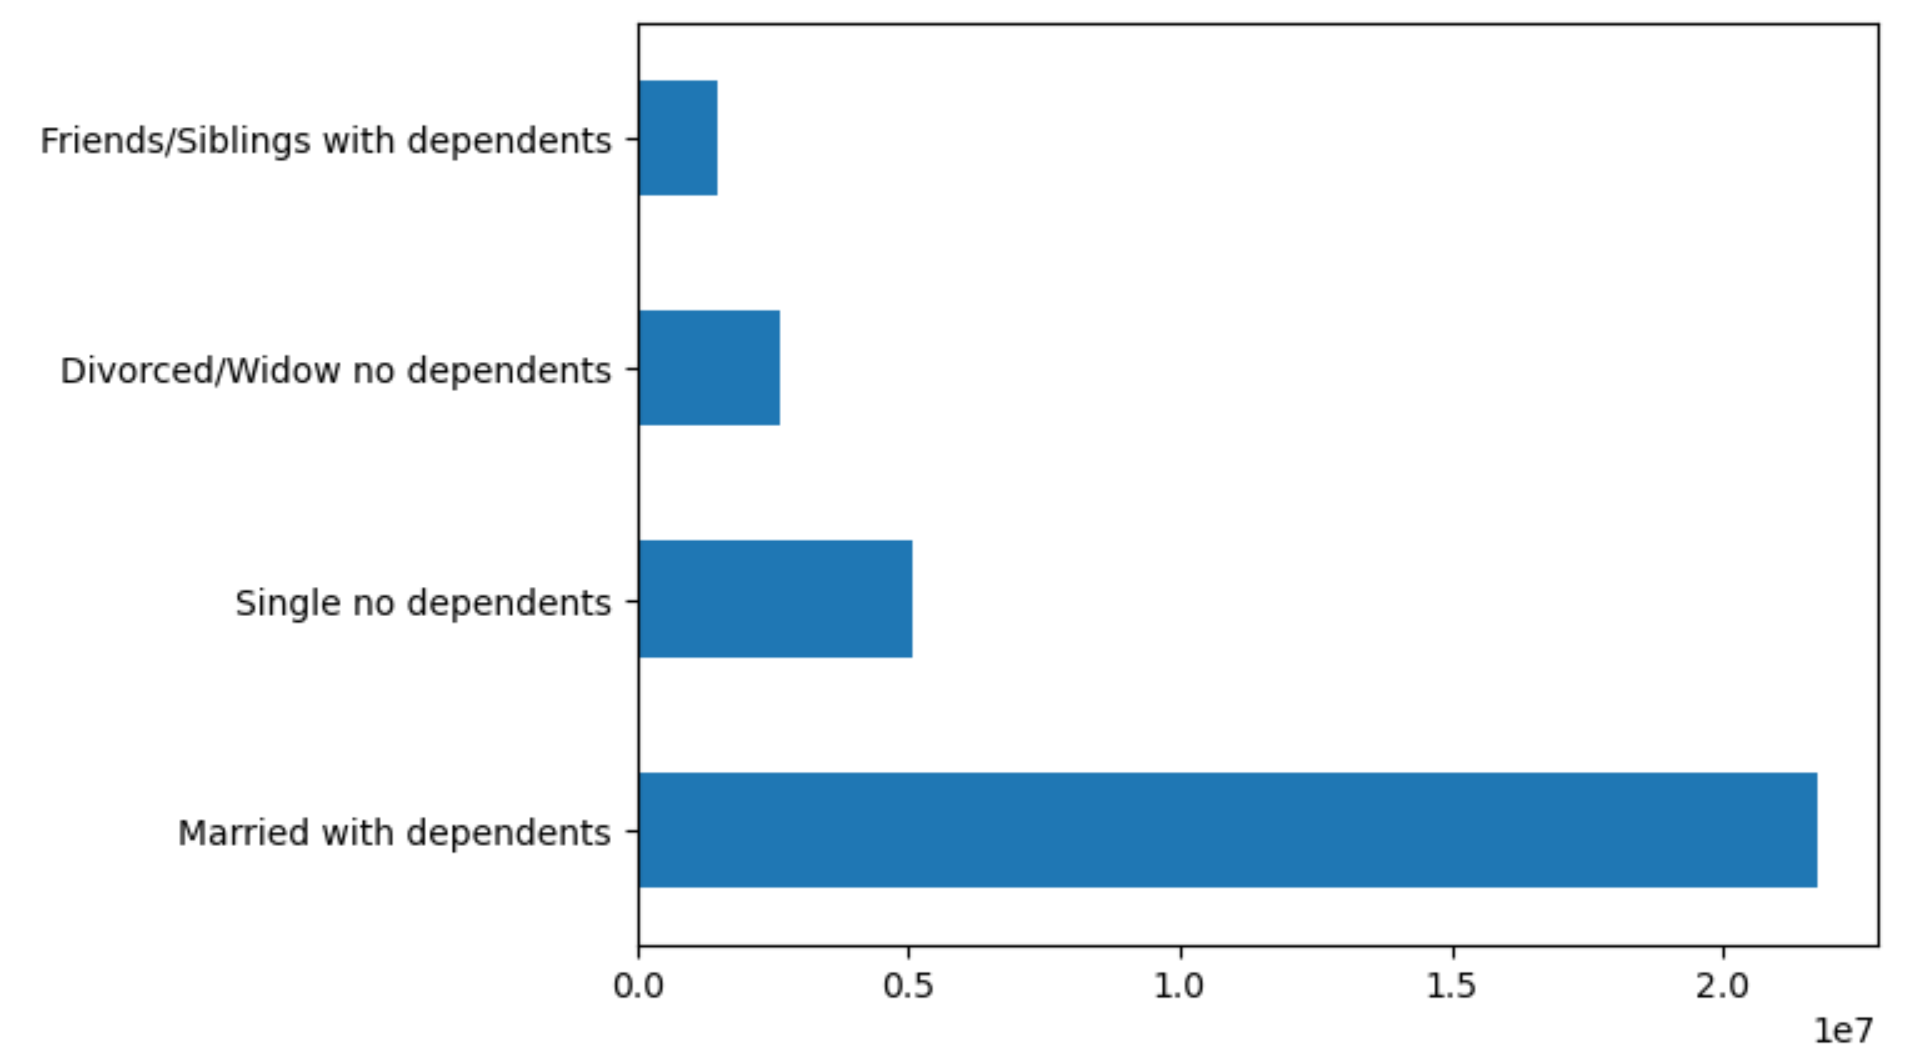 Friends/Siblings with dependents
Divorced/Widow no dependents
Single no dependents
Married with dependents
0.0 0.5 1.0 1.5 2.0
1e7